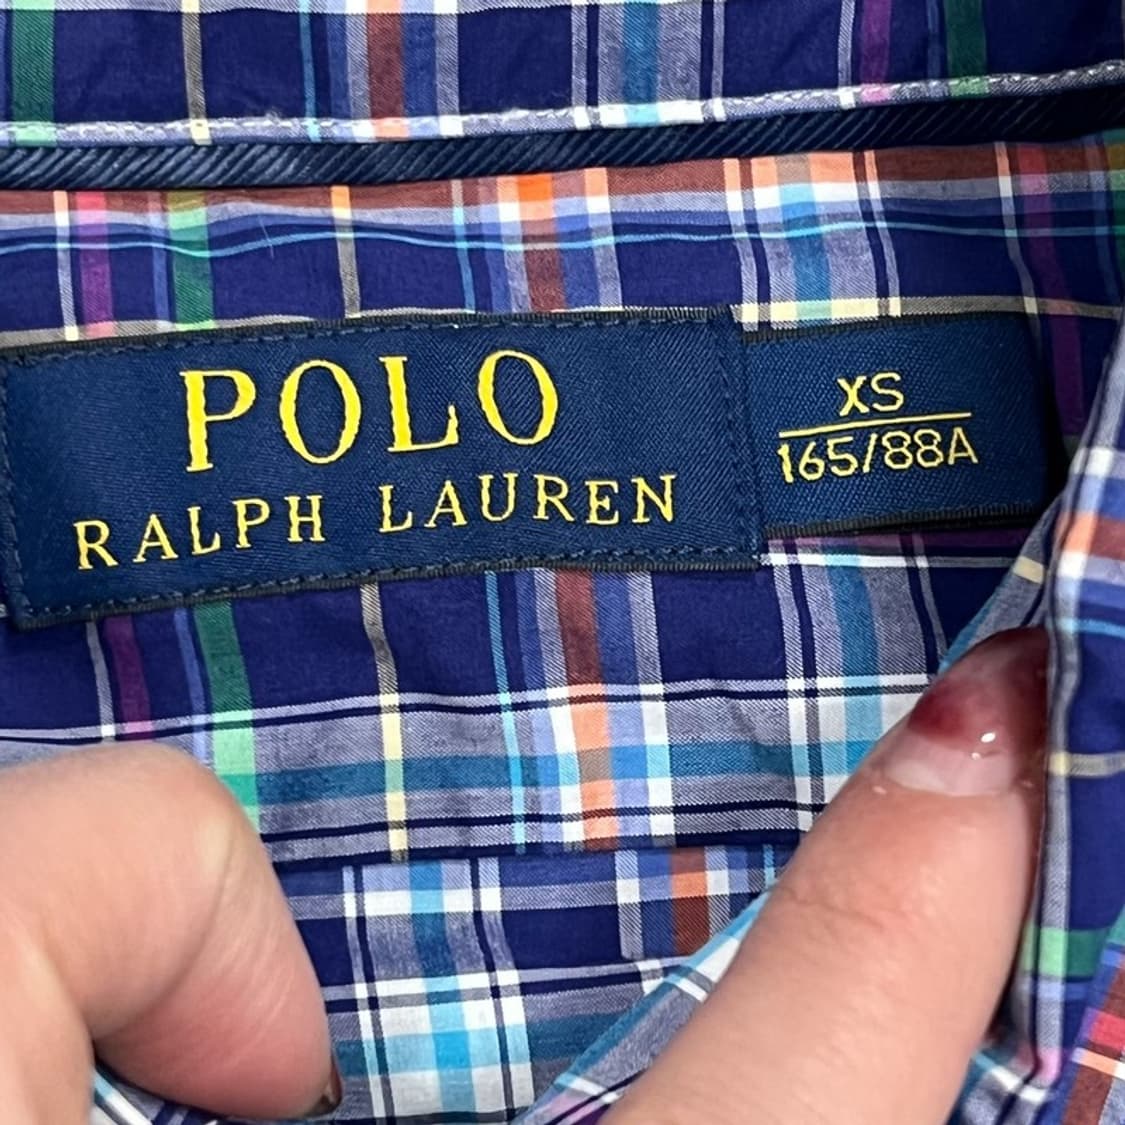 POLO
RALPH LAUREN
XS
165/88A